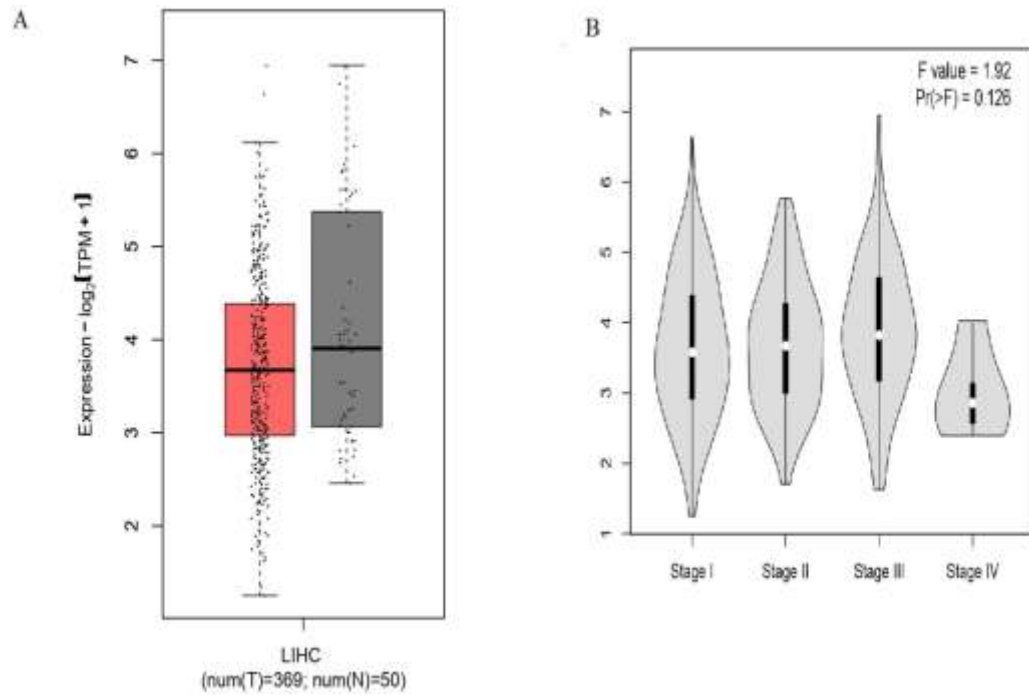 A
Expression – log₂(TPM + 1)
7
6
5
4
3
2
LIHC
(num(T)=369; num(N)=50)
B
F value = 1.92
Pr(>F) = 0.126
7
6
5
4
3
2
1
Stage I
Stage II
Stage III
Stage IV